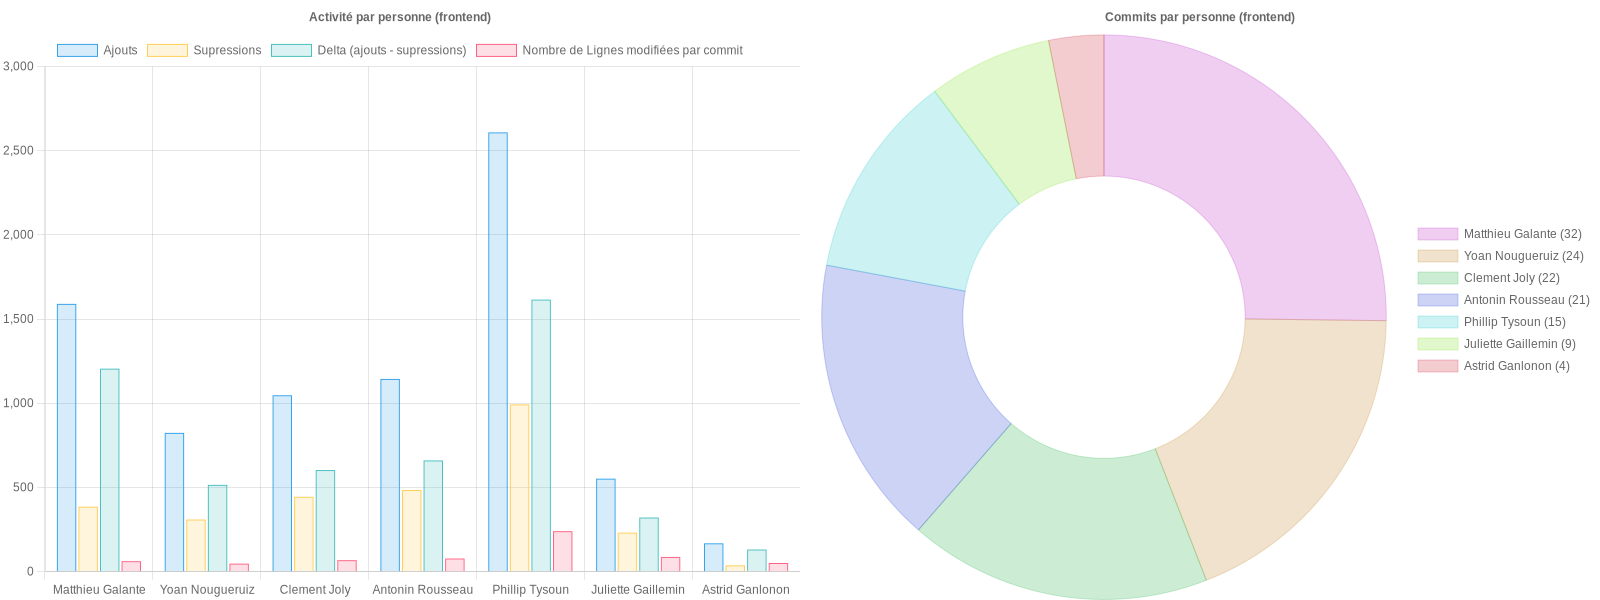 Activité par personne (frontend)
Ajouts Supressions Delta (ajouts - supressions) Nombre de Lignes modifiées par commit
3,000
2,500
2,000
1,500
1,000
500
0
Matthieu Galante Yoan Nougueruiz Clement Joly Antonin Rousseau Phillip Tysoun Juliette Gaillemin Astrid Ganlonon
Commits par personne (frontend)
Matthieu Galante (32)
Yoan Nougueruiz (24)
Clement Joly (22)
Antonin Rousseau (21)
Phillip Tysoun (15)
Juliette Gaillemin (9)
Astrid Ganlonon (4)